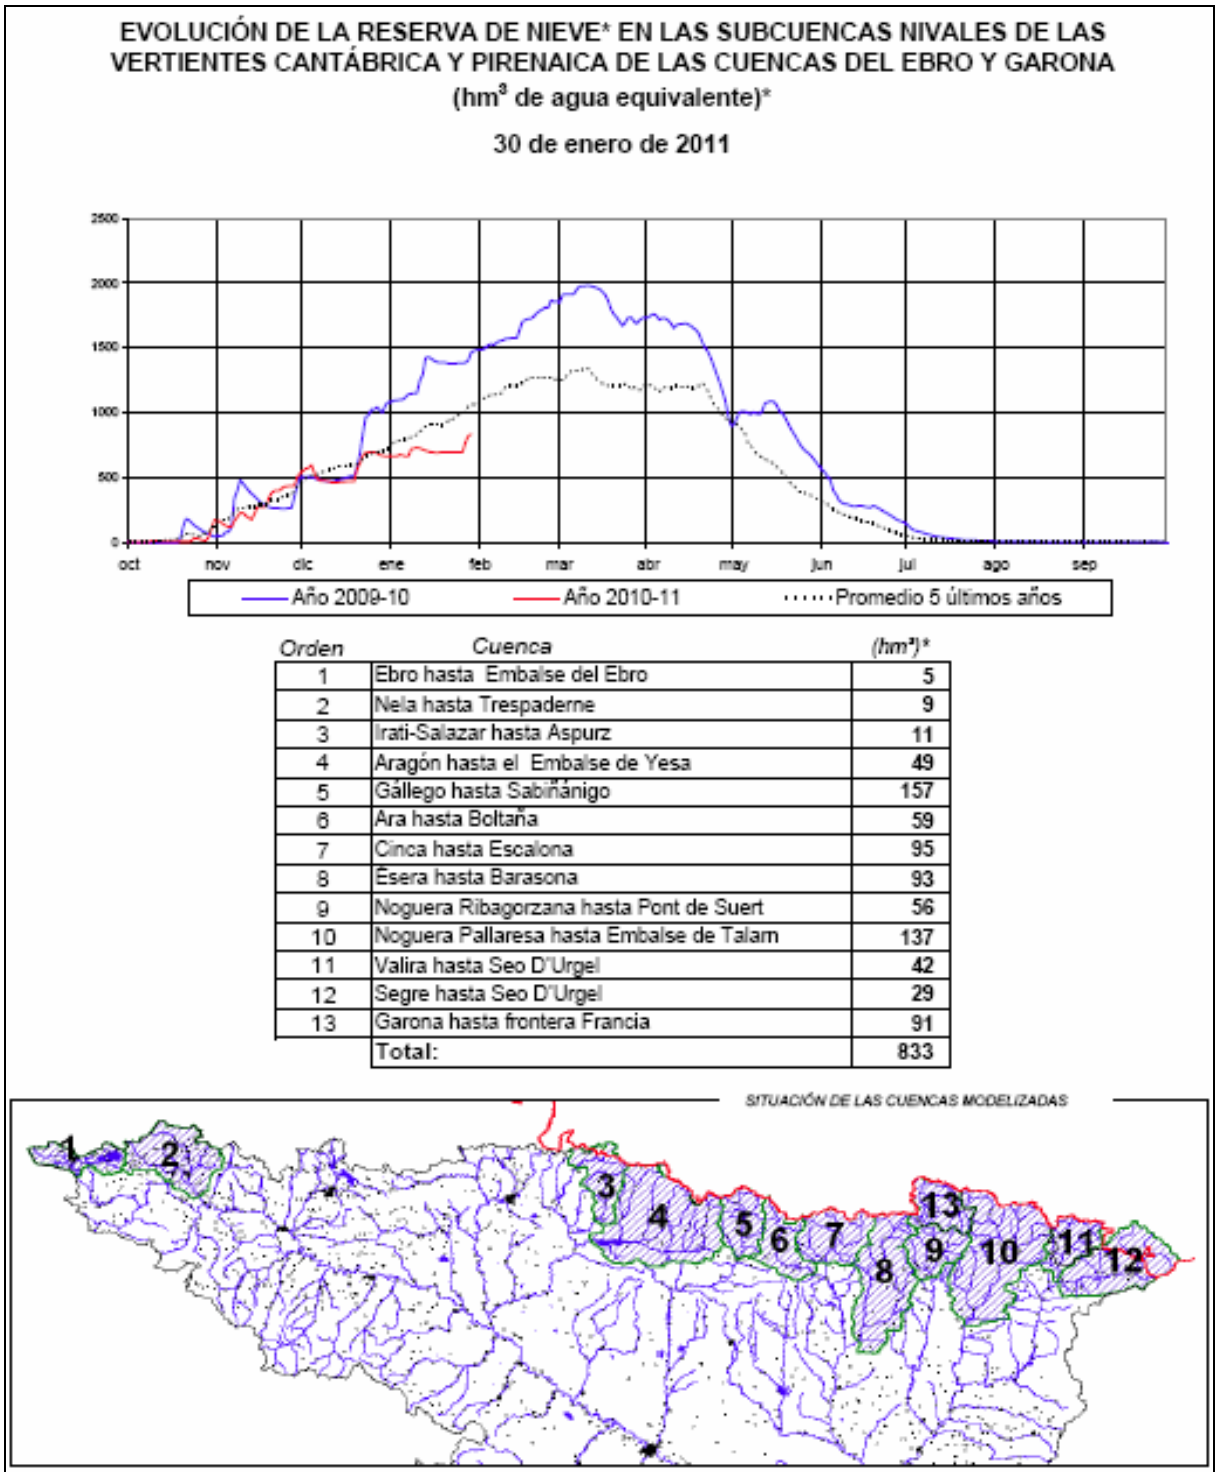 EVOLUCIÓN DE LA RESERVA DE NIEVE* EN LAS SUBCUENCAS NIVALES DE LAS
VERTIENTES CANTÁBRICA Y PIRENAICA DE LAS CUENCAS DEL EBRO Y GARONA
(hm³ de agua equivalente)*
30 de enero de 2011
2500
2000
1500
1000
500
0
oct nov dic ene feb mar abr may jun jul ago sep
Año 2009-10 Año 2010-11 Promedio 5 últimos años
Orden Cuenca (hm³)*
1 Ebro hasta Embalse del Ebro 5
2 Nela hasta Trespaderne 9
3 Irati-Salazar hasta Aspurz 11
4 Aragón hasta el Embalse de Yesa 49
5 Gállego hasta Sabiñánigo 157
6 Ara hasta Boltaña 59
7 Cinca hasta Escalona 95
8 Ésera hasta Barasona 93
9 Noguera Ribagorzana hasta Pont de Suert 56
10 Noguera Pallaresa hasta Embalse de Talarn 137
11 Valira hasta Seo D'Urgel 42
12 Segre hasta Seo D'Urgel 29
13 Garona hasta frontera Francia 91
Total: 833
SITUACIÓN DE LAS CUENCAS MODELIZADAS
1 2 3 4 5 6 7 8 9 10 11 12 13